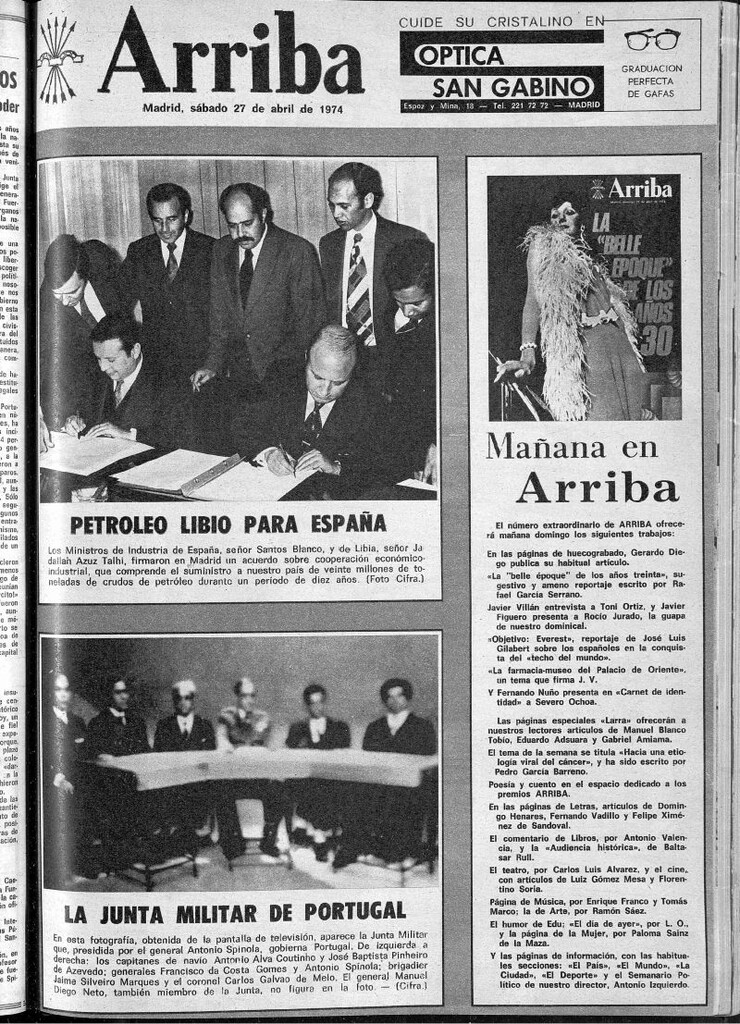 Arriba
Madrid, sábado 27 de abril de 1974
CUIDE SU CRISTALINO EN
OPTICA
SAN GABINO
Espoz y Mina, 18 — Tel. 221 72 72 — MADRID
GRADUACION
PERFECTA
DE GAFAS
PETROLEO LIBIO PARA ESPAÑA
Los Ministros de Industria de España, señor Santos Blanco, y de Libia, señor Ja-
dallah Azuz Talhi, firmaron en Madrid un acuerdo sobre cooperación económico-
industrial, que comprende el suministro a nuestro país de veinte millones de to-
neladas de crudos de petróleo durante un período de diez años. (Foto Cifra.)
LA JUNTA MILITAR DE PORTUGAL
En esta fotografía, obtenida de la pantalla de televisión, aparece la Junta Militar
que, presidida por el general Antonio Spinola, gobierna Portugal. De izquierda a
derecha: los capitanes de navío Antonio Alva Coutinho y José Baptista Pinheiro
de Azevedo; generales Francisco da Costa Gomes y Antonio Spínola; brigadier
Jaime Silveiro Marques y el coronel Carlos Galvao de Melo. El general Manuel
Diego Neto, también miembro de la Junta, no figura en la foto. — (Cifra.)
Arriba
LA
"BELLE
EPOQUE"
DE LOS
AÑOS
30
Mañana en
Arriba
El número extraordinario de ARRIBA ofrece-
rá mañana domingo los siguientes trabajos:
En las páginas de huecograbado, Gerardo Die-
go publica su habitual artículo.
«La "belle époque" de los años treinta», su-
gestivo y ameno reportaje escrito por Ra-
fael García Serrano.
Javier Villán entrevista a Toni Ortiz, y Javier
Figuero presenta a Rocío Jurado, la guapa
de nuestro dominical.
«Objetivo: Everest», reportaje de José Luis
Gilabert sobre los españoles en la conquis-
ta del «techo del mundo».
«La farmacia-museo del Palacio de Oriente»,
un tema que firma J. V.
Y Fernando Nuño presenta en «Carnet de iden-
tidad» a Severo Ochoa.
Las páginas especiales «Larra» ofrecerán a
nuestros lectores artículos de Manuel Blanco
Tobío, Eduardo Adsuara y Gabriel Amiama.
El tema de la semana se titula «Hacia una etio-
logía viral del cáncer», y ha sido escrito por
Pedro García Barreno.
Poesía y cuento en el espacio dedicado a los
premios ARRIBA.
En las páginas de Letras, artículos de Domin-
go Henares, Fernando Vadillo y Felipe Ximé-
nez de Sandoval.
El comentario de Libros, por Antonio Valen-
cia, y la «Audiencia histórica», de Balta-
sar Rull.
El teatro, por Carlos Luis Alvarez, y el cine,
con artículos de Luiz Gómez Mesa y Floren-
tino Soria.
Página de Música, por Enrique Franco y Tomás
Marco; la de Arte, por Ramón Sáez.
El humor de Edu; «El día de ayer», por L. O.,
y la página de la Mujer, por Paloma Sainz
de la Maza.
Y las páginas de información, con las habitua-
les secciones: «El País», «El Mundo», «La
Ciudad», «El Deporte» y el Semanario Po-
lítico de nuestro director, Antonio Izquierdo.